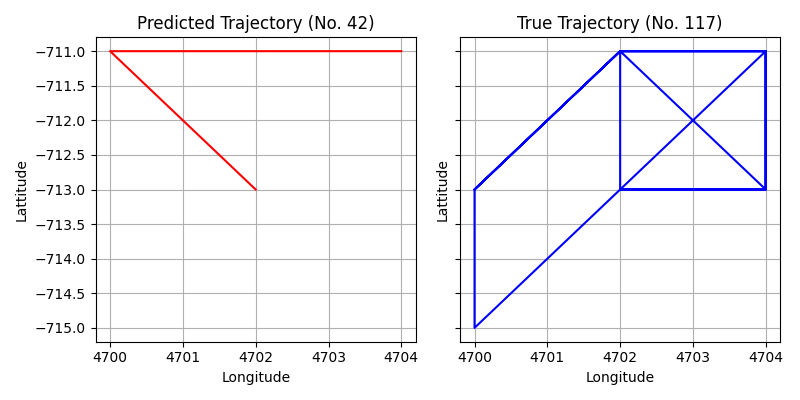 Predicted Trajectory (No. 42)
True Trajectory (No. 117)
Lattitude
−711.0
−711.5
−712.0
−712.5
−713.0
−713.5
−714.0
−714.5
−715.0
4700 4701 4702 4703 4704
Longitude
Lattitude
4700 4701 4702 4703 4704
Longitude